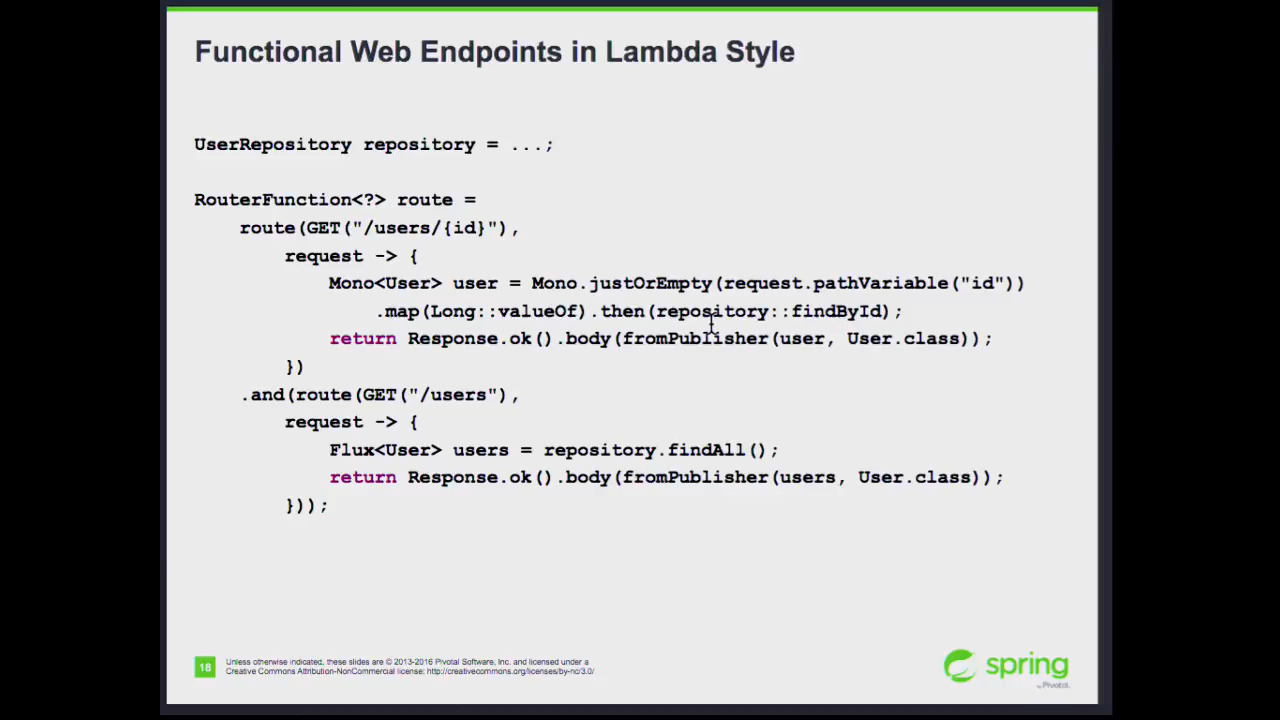 Functional Web Endpoints in Lambda Style
UserRepository repository = ...;
RouterFunction<?> route =
route(GET("/users/{id}"),
request -> {
Mono<User> user = Mono.justOrEmpty(request.pathVariable("id"))
.map(Long::valueOf).then(repository::findById);
return Response.ok().body(fromPublisher(user, User.class));
})
.and(route(GET("/users"),
request -> {
Flux<User> users = repository.findAll();
return Response.ok().body(fromPublisher(users, User.class));
}));
18
Unless otherwise indicated, these slides are © 2013-2016 Pivotal Software, Inc. and licensed under a
Creative Commons Attribution-NonCommercial license: http://creativecommons.org/licenses/by-nc/3.0/
spring
by Pivotal.